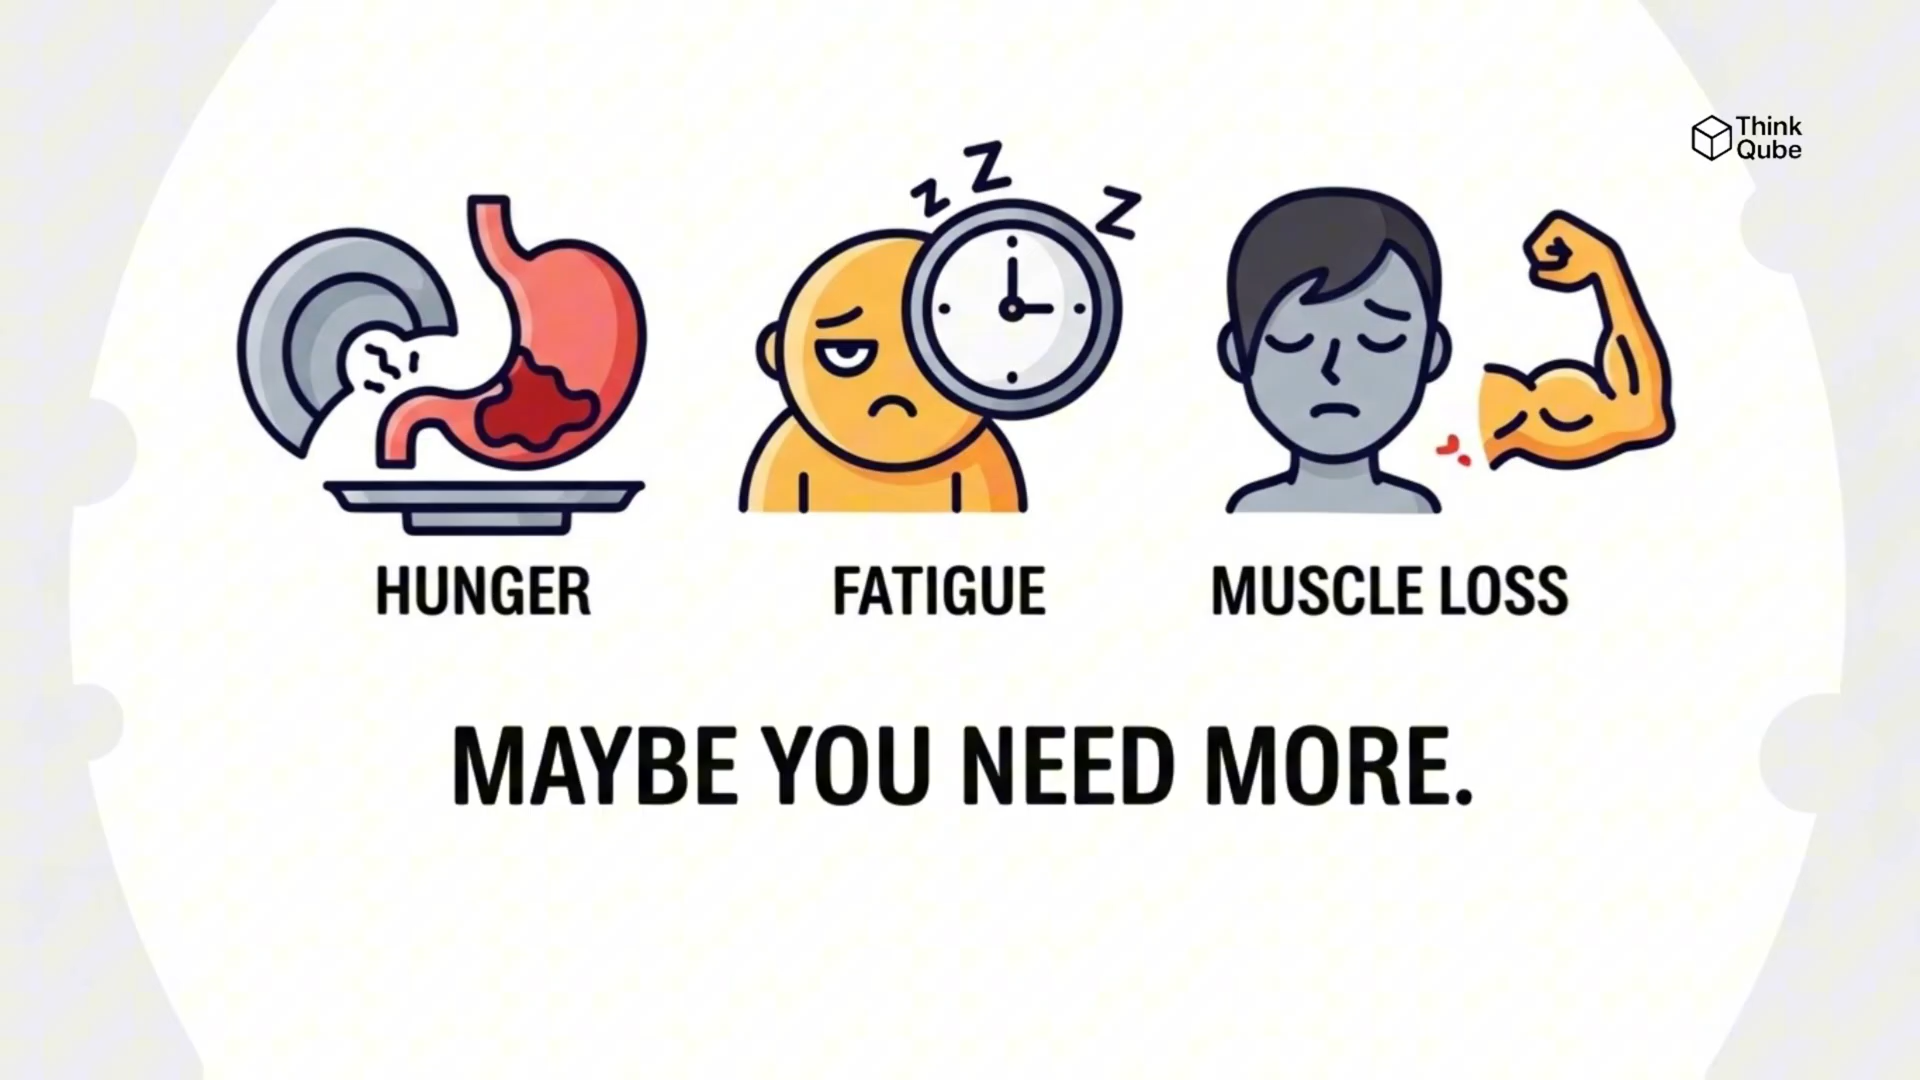 Think
Qube
z Z Z
HUNGER
FATIGUE
MUSCLE LOSS
MAYBE YOU NEED MORE.